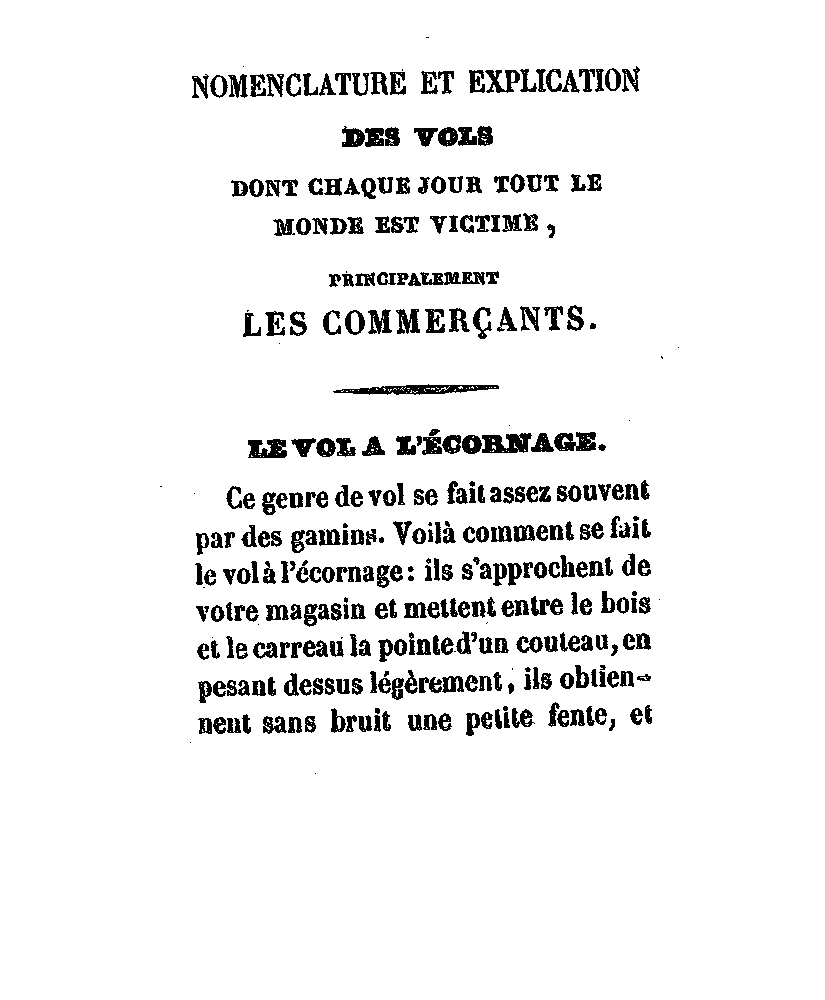 NOMENCLATURE ET EXPLICATION
DES VOLS
DONT CHAQUE JOUR TOUT LE
MONDE EST VICTIME,
PRINCIPALEMENT
LES COMMERÇANTS.
LE VOL A L'ÉCORNAGE.
Ce genre de vol se fait assez souvent
par des gamins. Voilà comment se fait
le vol à l'écornage: ils s'approchent de
votre magasin et mettent entre le bois
et le carreau la pointe d'un couteau, en
pesant dessus légèrement, ils obtien-
nent sans bruit une petite fente, et